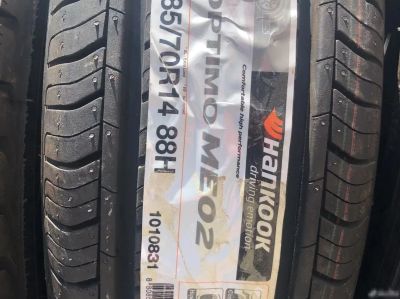 85/70R14 88H
1010831
OPTIMO ME02
Comfortable high performance
Hankook
driving emotion